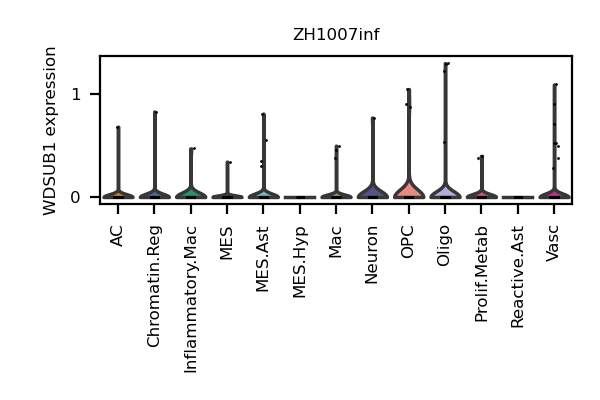 ZH1007inf
WDSUB1 expression
1
0
AC
Chromatin.Reg
Inflammatory.Mac
MES
MES.Ast
MES.Hyp
Mac
Neuron
OPC
Oligo
Prolif.Metab
Reactive.Ast
Vasc